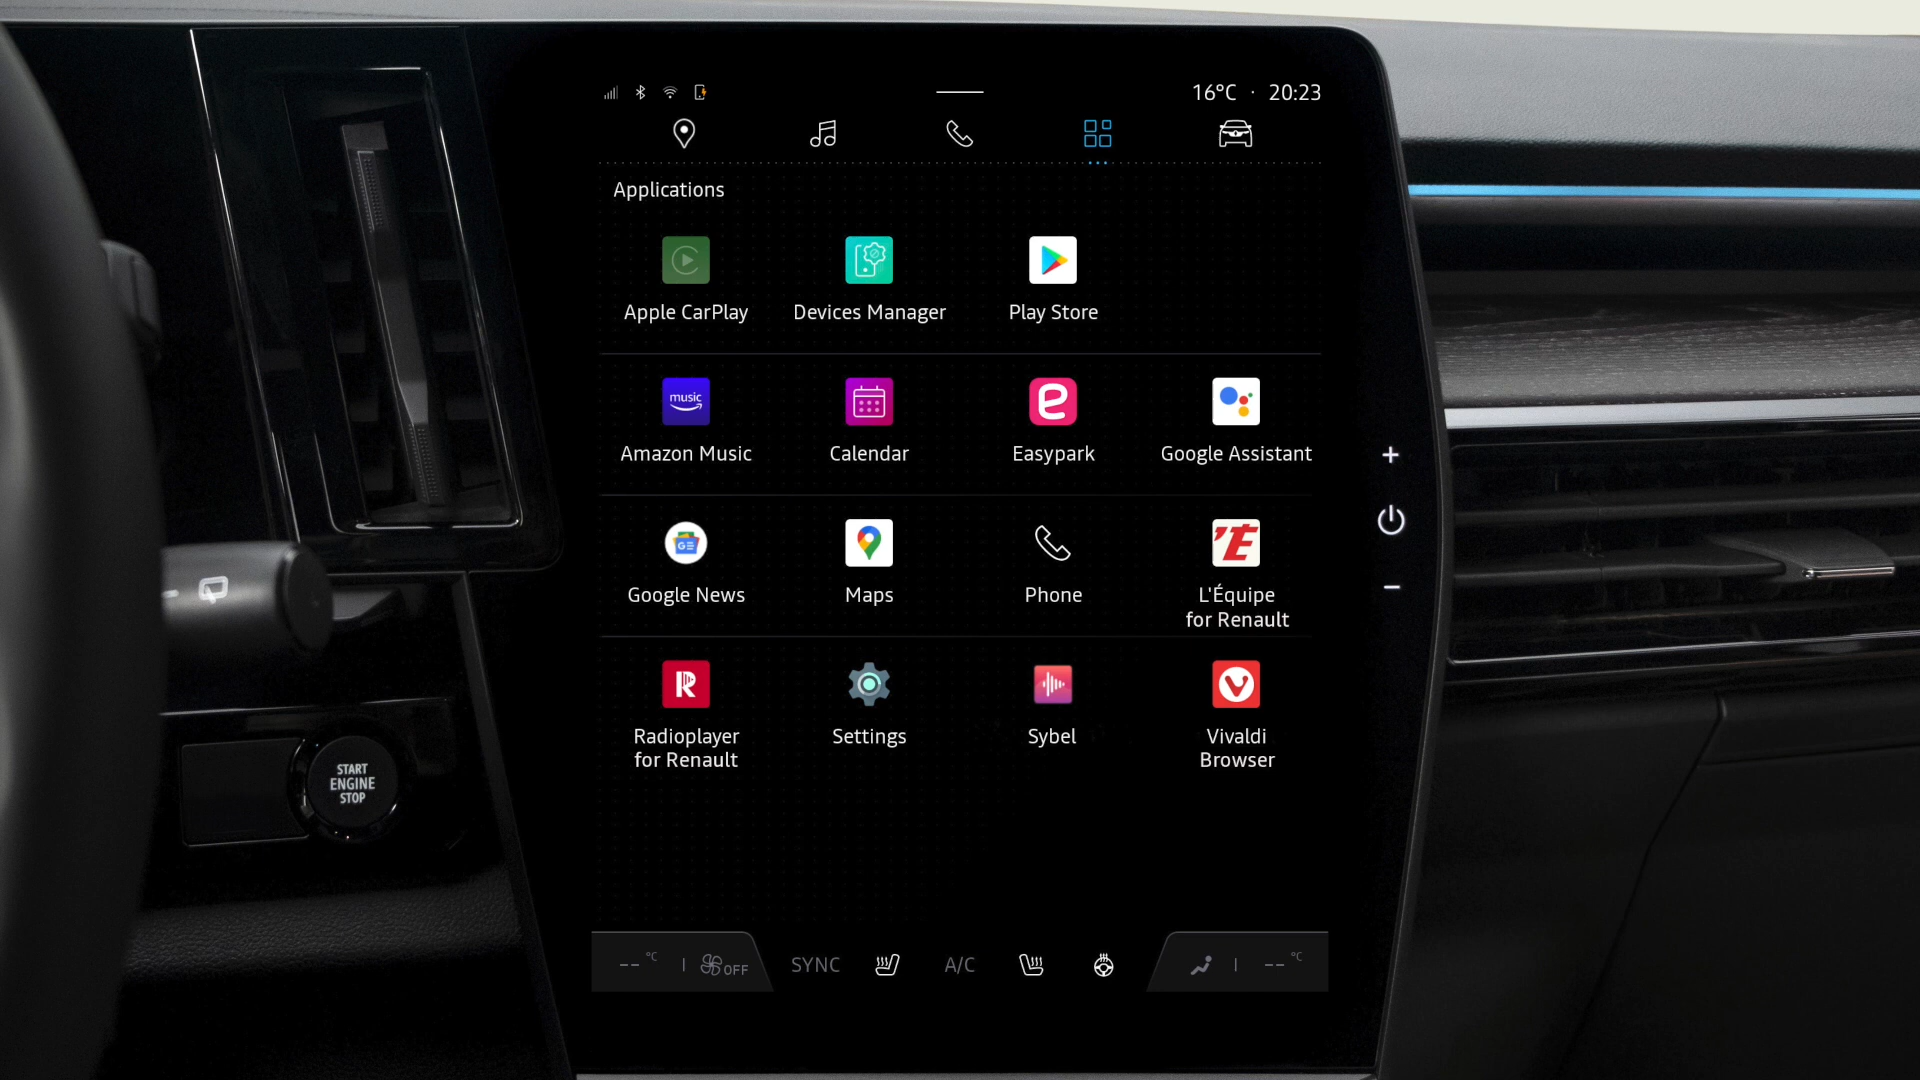 16°C · 20:23
Applications
Apple CarPlay
Devices Manager
Play Store
music
Amazon Music
Calendar
e
Easypark
Google Assistant
GE
Google News
Maps
Phone
'E
L'Équipe
for Renault
R
Radioplayer
for Renault
Settings
Sybel
Vivaldi
Browser
START
ENGINE
STOP
-- °C
OFF
SYNC
A/C
-- °C